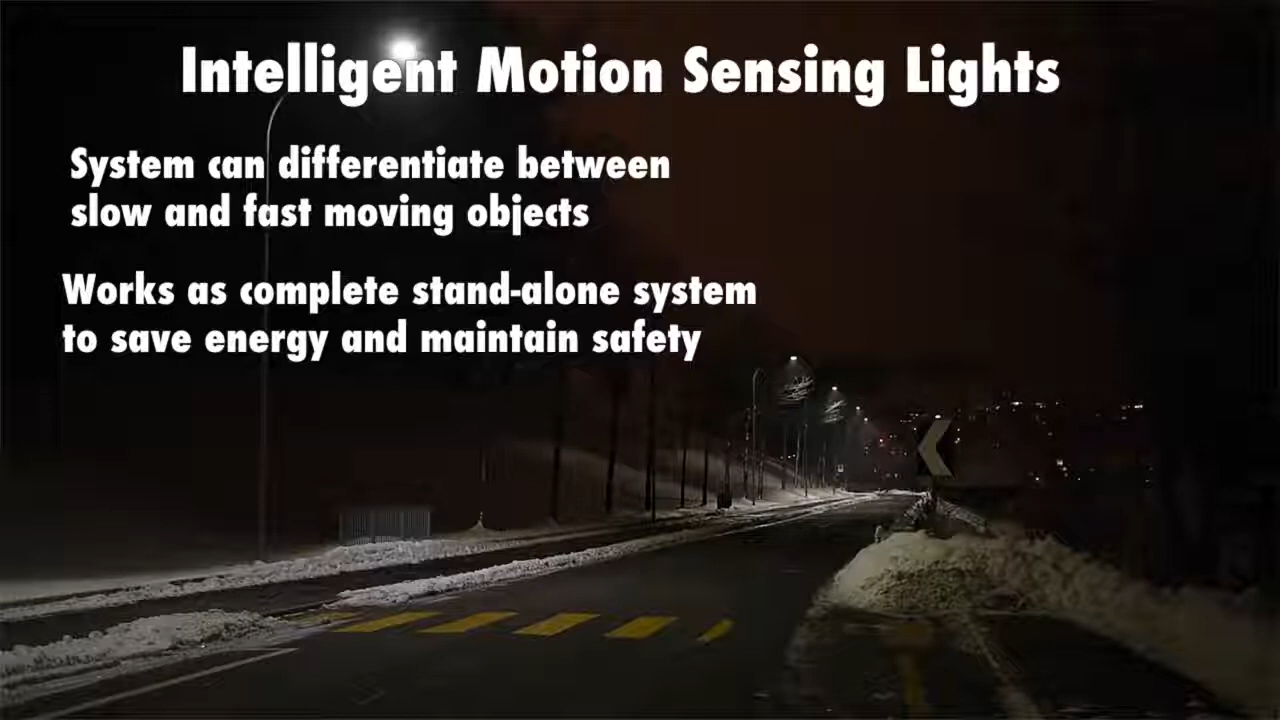 Intelligent Motion Sensing Lights
System can differentiate between
slow and fast moving objects
Works as complete stand-alone system
to save energy and maintain safety